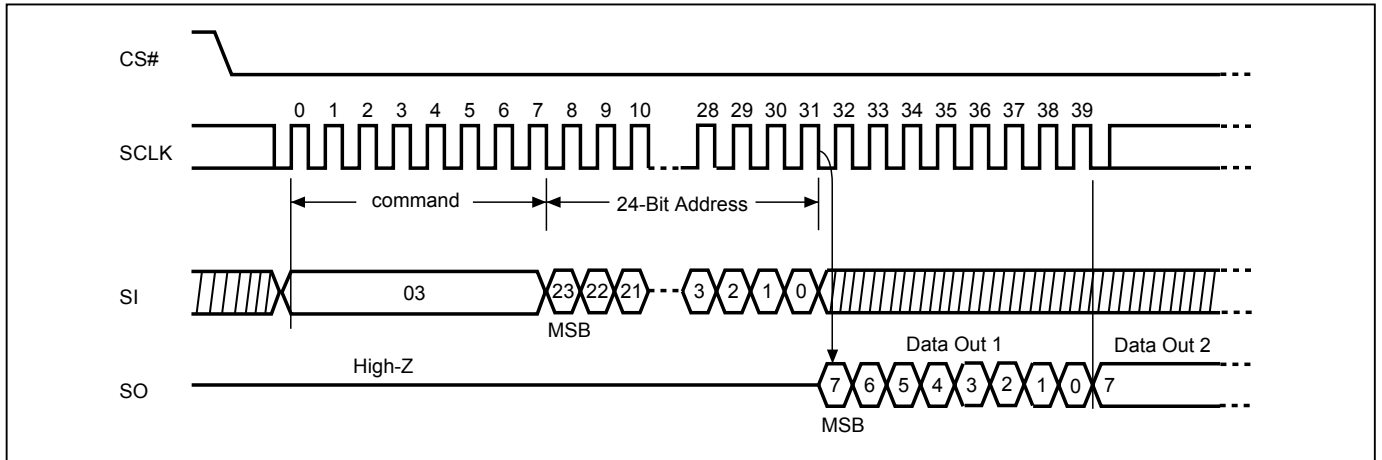 CS#
0 1 2 3 4 5 6 7 8 9 10 28 29 30 31 32 33 34 35 36 37 38 39
SCLK
command 24-Bit Address
SI 03 23 22 21 3 2 1 0
MSB
Data Out 1 Data Out 2
High-Z
SO 7 6 5 4 3 2 1 0 7
MSB